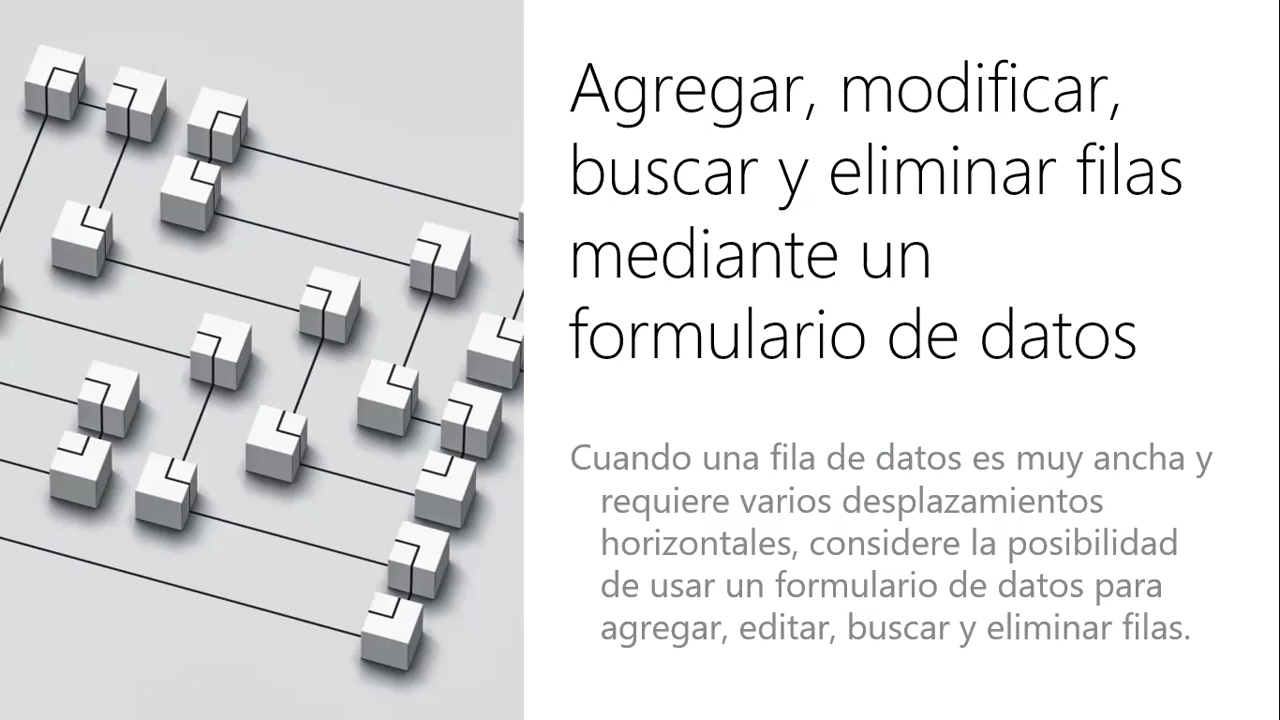 Agregar, modificar,
buscar y eliminar filas
mediante un
formulario de datos
Cuando una fila de datos es muy ancha y
requiere varios desplazamientos
horizontales, considere la posibilidad
de usar un formulario de datos para
agregar, editar, buscar y eliminar filas.